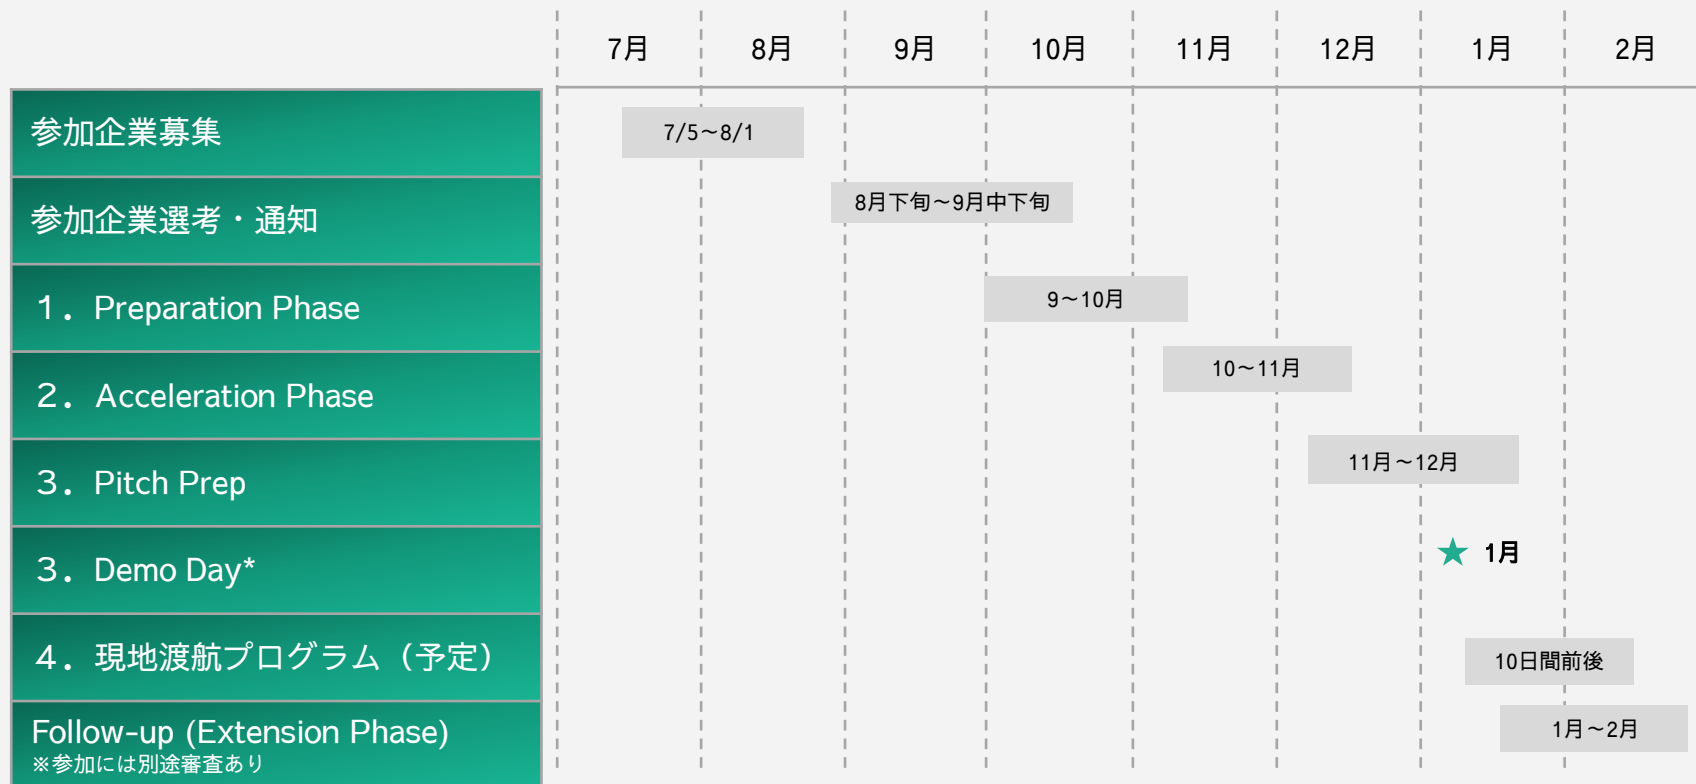 7月 8月 9月 10月 11月 12月 1月 2月
参加企業募集
7/5～8/1
参加企業選考・通知
8月下旬～9月中下旬
１．Preparation Phase
9～10月
２．Acceleration Phase
10～11月
３．Pitch Prep
11月～12月
３．Demo Day*
★ 1月
４．現地渡航プログラム（予定）
10日間前後
Follow-up (Extension Phase)
※参加には別途審査あり
1月～2月